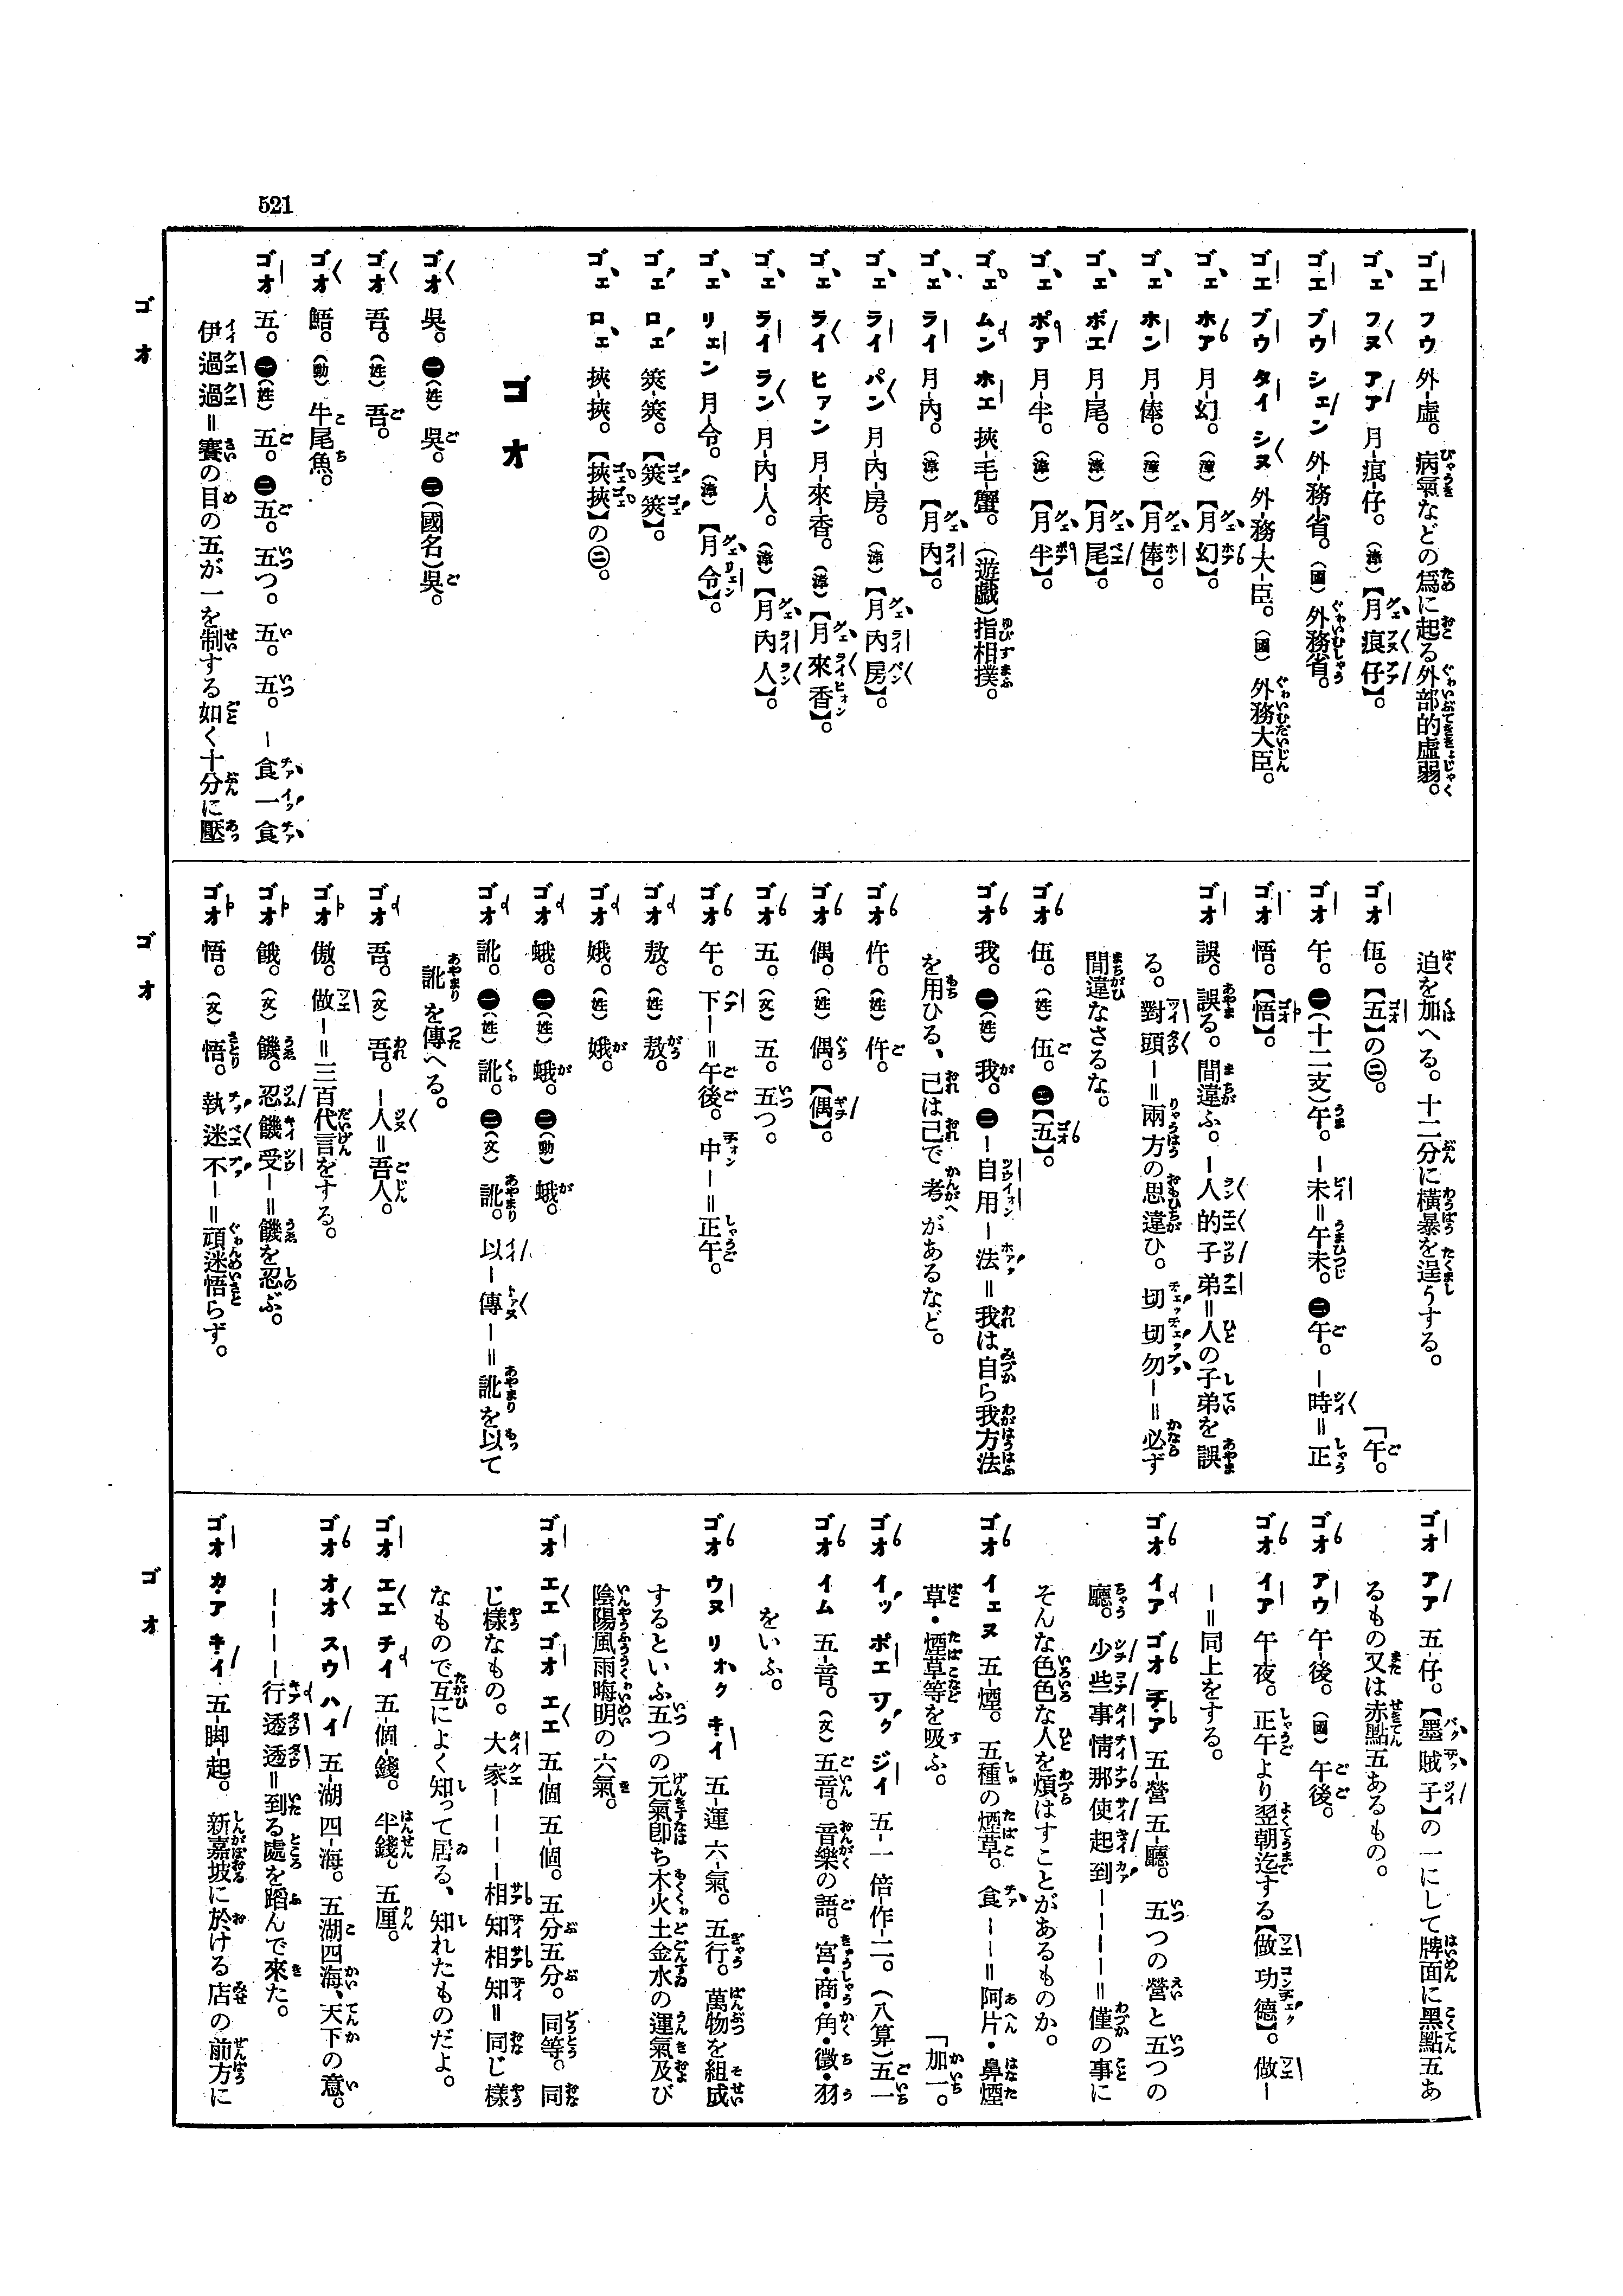 521
ゴエ フウ 外-虛。病氣などの爲に起る外部的虛弱。
ゴェ フヌ アア 月-痕-仔。（漳）【月痕仔】。
ゴエ ブウ シェン 外-務-省。（國）外務省。
ゴエ ブウ タイ シヌ 外-務-大-臣。（國）外務大臣。
ゴェ ホア 月-幻。（漳）【月幻】。
ゴェ ホン 月-俸。（漳）【月俸】。
ゴェ ボエ 月-尾。（漳）【月尾】。
ゴェ ポア 月-半。（漳）【月半】。
ゴェ ムン ホエ 挾-毛-蟹。（遊戲）指相撲。
ゴェ ライ 月-內。（漳）【月內】。
ゴェ ライ パン 月-內-房。（漳）【月內房】。
ゴェ ライ ヒァン 月-來-香。（漳）【月來香】。
ゴェ ライ ラン 月-內-人。（漳）【月內人】。
ゴェ リェン 月-令。（漳）【月令】。
ゴェ ロェ 筴-筴。【筴筴】。
ゴェ ロェ 挾-挾。【挾挾】の㊁。
ゴオ
ゴオ 吳。㊀（姓）吳。㊁（國名）吳。
ゴオ 吾。（姓）吾。
ゴオ 鯃。（動）牛尾魚。
ゴオ 五。㊀（姓）五。㊁五。五つ。五。五。―食一食
伊過過＝賽の目の五が一を制する如く十分に壓
迫を加へる。十二分に橫暴を逞うする。
ゴオ 伍。【五】の㊁。 「午。
ゴオ 午。㊀（十二支）午。―未＝午未。㊁午。―時＝正
ゴオ 悟。【悟】。
ゴオ 誤。誤る。間違ふ。―人的子弟＝人の子弟を誤
る。對頭―＝兩方の思違ひ。切切勿―＝必ず
間違なさるな。
ゴオ 伍。（姓）伍。㊁【五】。
ゴオ 我。㊀（姓）我。㊁―自用―法＝我は自ら我方法
を用ひる、己は己で考があるなど。
ゴオ 仵。（姓）仵。
ゴオ 偶。（姓）偶。【偶】。
ゴオ 五。（文）五。五つ。
ゴオ 午。下―＝午後。中―＝正午。
ゴオ 敖。（姓）敖。
ゴオ 娥。（姓）娥。
ゴオ 蛾。㊀（姓）蛾。㊁（動）蛾。
ゴオ 訛。㊀（姓）訛。㊁（文）訛。以―傳―＝訛を以て
訛を傳へる。
ゴオ 吾。（文）吾。―人＝吾人。
ゴオ 傲。做―＝三百代言をする。
ゴオ 餓。（文）饑。忍饑受―＝饑を忍ぶ。
ゴオ 悟。（文）悟。執迷不―＝頑迷悟らず。
ゴオ アア 五-仔。【墨賊子】の一にして牌面に黑點五あ
るもの又は赤點五あるもの。
ゴオ アウ 午-後。（國）午後。
ゴオ イア 午-夜。正午より翌朝迄する【做功德】。做―
―＝同上をする。
ゴオ イア ゴオ チア 五-營 五-廳。五つの營と五つの
廳。少些事情那使起到――――＝僅の事に
そんな色色な人を煩はすことがあるものか。
ゴオ イェヌ 五-煙。五種の煙草。食――＝阿片・鼻煙
草・煙草等を吸ふ。 「加一。
ゴオ イッ ポエ ツク ジイ 五-一 倍-作-二。（八算）五一
ゴオ イム 五-音。（文）五音。音樂の語。宮・商・角・徵・羽
をいふ。
ゴオ ウヌ リオク キイ 五-運 六-氣。五行。萬物を組成
するといふ五つの元氣卽ち木火土金水の運氣及び
陰陽風雨晦明の六氣。
ゴオ エエ ゴオ エエ 五-個 五-個。五分五分。同等。同
じ樣なもの。大家――――相知相知＝同じ樣
なもので互によく知って居る、知れたものだよ。
ゴオ エエ チイ 五-個-錢。半錢。五厘。
ゴオ オオ スウ ハイ 五-湖 四-海。五湖四海、天下の意。
――――行透透＝到る處を蹈んで來た。
ゴオ カ・ア キ・イ 五-脚-起。新嘉坡に於ける店の前方に
ゴオ
ゴオ
ゴオ